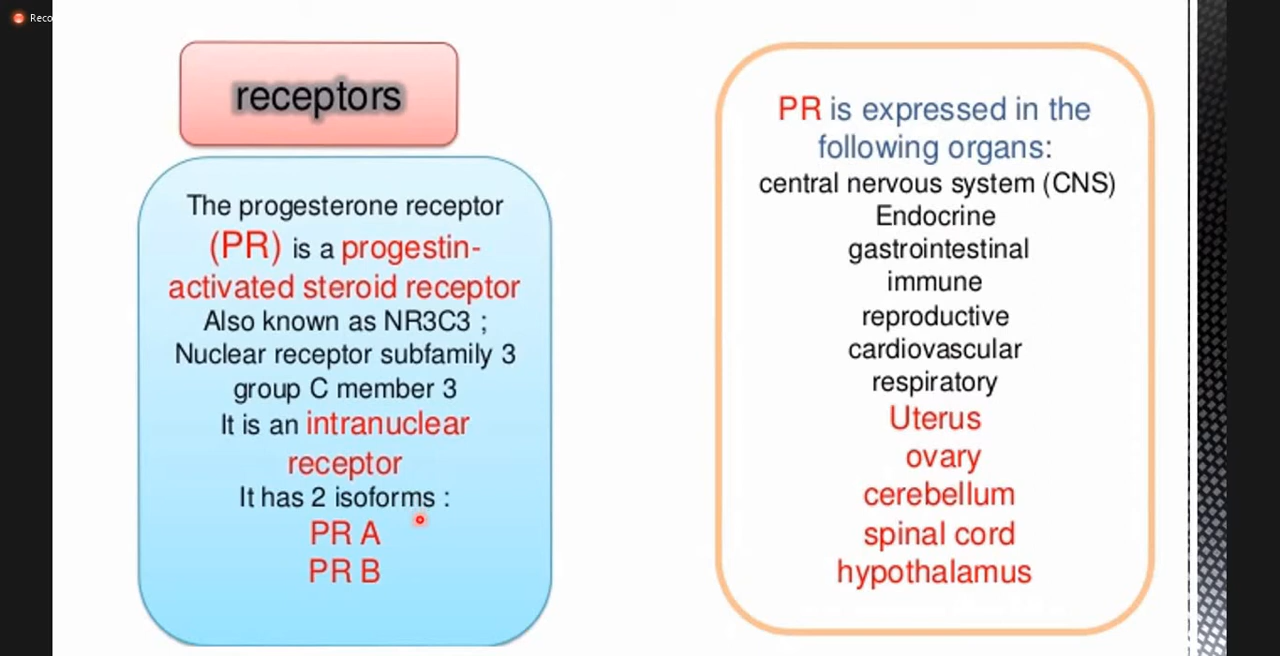 Reco
receptors
The progesterone receptor
(PR) is a progestin-
activated steroid receptor
Also known as NR3C3 ;
Nuclear receptor subfamily 3
group C member 3
It is an intranuclear
receptor
It has 2 isoforms :
PR A
PR B
PR is expressed in the
following organs:
central nervous system (CNS)
Endocrine
gastrointestinal
immune
reproductive
cardiovascular
respiratory
Uterus
ovary
cerebellum
spinal cord
hypothalamus